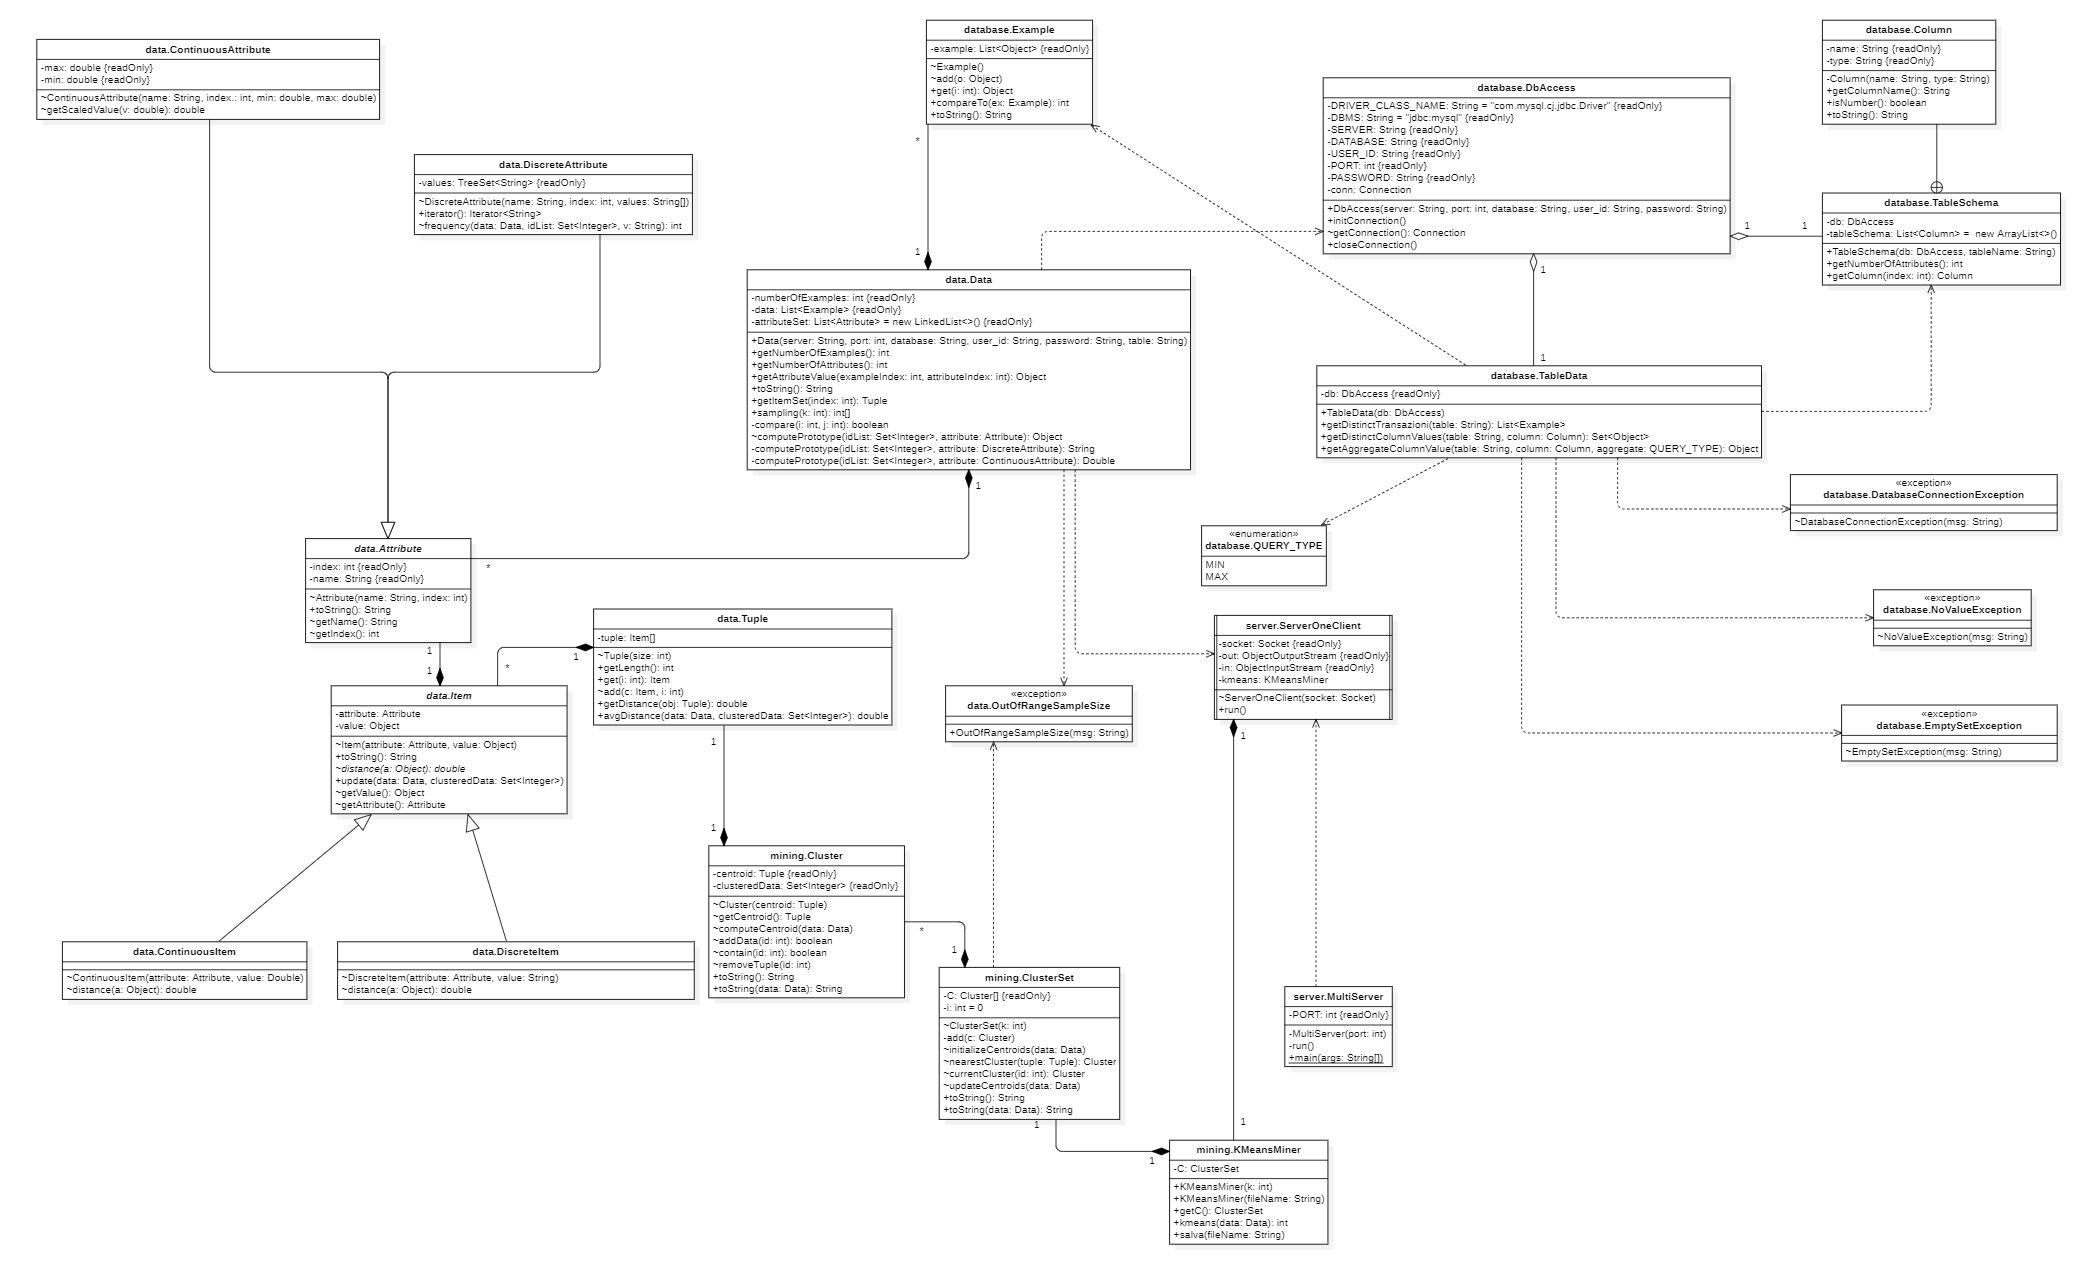 data.ContinuousAttribute
-max: double {readOnly}
-min: double {readOnly}
~ContinuousAttribute(name: String, index.: int, min: double, max: double)
~getScaledValue(v: double): double
data.DiscreteAttribute
-values: TreeSet<String> {readOnly}
~DiscreteAttribute(name: String, index: int, values: String[])
+iterator(): Iterator<String>
~frequency(data: Data, idList: Set<Integer>, v: String): int
database.Example
-example: List<Object> {readOnly}
~Example()
~add(o: Object)
+get(i: int): Object
+compareTo(ex: Example): int
+toString(): String
*
1
database.DbAccess
-DRIVER_CLASS_NAME: String = "com.mysql.cj.jdbc.Driver" {readOnly}
-DBMS: String = "jdbc:mysql" {readOnly}
-SERVER: String {readOnly}
-DATABASE: String {readOnly}
-USER_ID: String {readOnly}
-PORT: int {readOnly}
-PASSWORD: String {readOnly}
-conn: Connection
+DbAccess(server: String, port: int, database: String, user_id: String, password: String)
+initConnection()
~getConnection(): Connection
+closeConnection()
1
1
1
1
database.Column
-name: String {readOnly}
-type: String {readOnly}
-Column(name: String, type: String)
+getColumnName(): String
+isNumber(): boolean
+toString(): String
database.TableSchema
-db: DbAccess
-tableSchema: List<Column> =  new ArrayList<>()
+TableSchema(db: DbAccess, tableName: String)
+getNumberOfAttributes(): int
+getColumn(index: int): Column
data.Data
-numberOfExamples: int {readOnly}
-data: List<Example> {readOnly}
-attributeSet: List<Attribute> = new LinkedList<>() {readOnly}
+Data(server: String, port: int, database: String, user_id: String, password: String, table: String)
+getNumberOfExamples(): int
+getNumberOfAttributes(): int
+getAttributeValue(exampleIndex: int, attributeIndex: int): Object
+toString(): String
+getItemSet(index: int): Tuple
+sampling(k: int): int[]
-compare(i: int, j: int): boolean
~computePrototype(idList: Set<Integer>, attribute: Attribute): Object
-computePrototype(idList: Set<Integer>, attribute: DiscreteAttribute): String
-computePrototype(idList: Set<Integer>, attribute: ContinuousAttribute): Double
1
*
database.TableData
-db: DbAccess {readOnly}
+TableData(db: DbAccess)
+getDistinctTransazioni(table: String): List<Example>
+getDistinctColumnValues(table: String, column: Column): Set<Object>
+getAggregateColumnValue(table: String, column: Column, aggregate: QUERY_TYPE): Object
«exception»
database.DatabaseConnectionException
~DatabaseConnectionException(msg: String)
«enumeration»
database.QUERY_TYPE
MIN
MAX
«exception»
database.NoValueException
~NoValueException(msg: String)
«exception»
database.EmptySetException
~EmptySetException(msg: String)
data.Attribute
-index: int {readOnly}
-name: String {readOnly}
~Attribute(name: String, index: int)
+toString(): String
~getName(): String
~getIndex(): int
1
1
data.Tuple
-tuple: Item[]
~Tuple(size: int)
+getLength(): int
+get(i: int): Item
~add(c: Item, i: int)
+getDistance(obj: Tuple): double
+avgDistance(data: Data, clusteredData: Set<Integer>): double
1
*
1
1
data.Item
-attribute: Attribute
-value: Object
~Item(attribute: Attribute, value: Object)
+toString(): String
~distance(a: Object): double
+update(data: Data, clusteredData: Set<Integer>)
~getValue(): Object
~getAttribute(): Attribute
server.ServerOneClient
-socket: Socket {readOnly}
-out: ObjectOutputStream {readOnly}
-in: ObjectInputStream {readOnly}
-kmeans: KMeansMiner
~ServerOneClient(socket: Socket)
+run()
1
1
«exception»
data.OutOfRangeSampleSize
+OutOfRangeSampleSize(msg: String)
mining.Cluster
-centroid: Tuple {readOnly}
-clusteredData: Set<Integer> {readOnly}
~Cluster(centroid: Tuple)
~getCentroid(): Tuple
~computeCentroid(data: Data)
~addData(id: int): boolean
~contain(id: int): boolean
~removeTuple(id: int)
+toString(): String
+toString(data: Data): String
*
1
data.ContinuousItem
~ContinuousItem(attribute: Attribute, value: Double)
~distance(a: Object): double
data.DiscreteItem
~DiscreteItem(attribute: Attribute, value: String)
~distance(a: Object): double
mining.ClusterSet
-C: Cluster[] {readOnly}
-i: int = 0
~ClusterSet(k: int)
-add(c: Cluster)
~initializeCentroids(data: Data)
~nearestCluster(tuple: Tuple): Cluster
~currentCluster(id: int): Cluster
~updateCentroids(data: Data)
+toString(): String
+toString(data: Data): String
1
1
server.MultiServer
-PORT: int {readOnly}
-MultiServer(port: int)
-run()
+main(args: String[])
mining.KMeansMiner
-C: ClusterSet
+KMeansMiner(k: int)
+KMeansMiner(fileName: String)
+getC(): ClusterSet
+kmeans(data: Data): int
+salva(fileName: String)